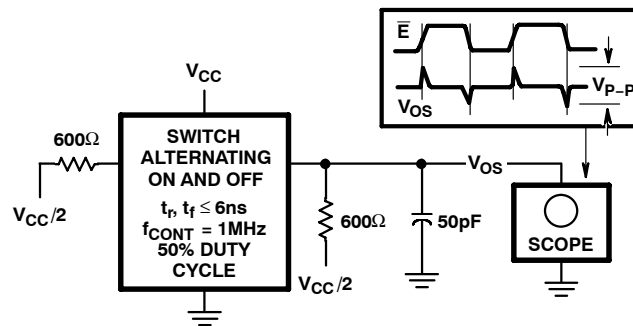 E
V_OS
V_P–P
V_CC
600Ω
V_CC/2
SWITCH
ALTERNATING
ON AND OFF
t_r, t_f ≤ 6ns
f_CONT = 1MHz
50% DUTY
CYCLE
600Ω
V_CC/2
50pF
V_OS
SCOPE